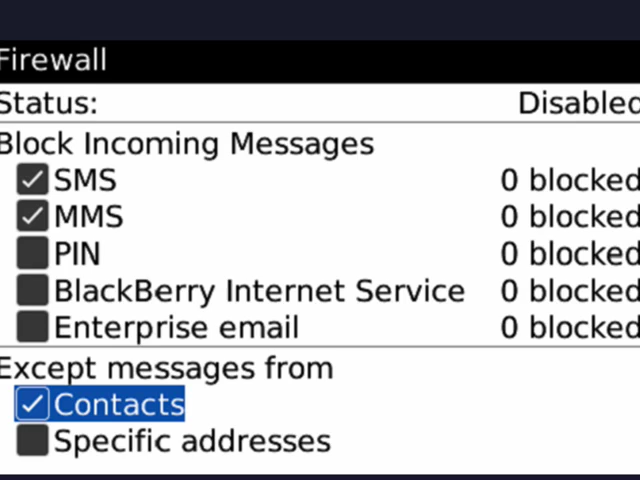 Firewall
Status: Disabled
Block Incoming Messages
SMS 0 blocked
MMS 0 blocked
PIN 0 blocked
BlackBerry Internet Service 0 blocked
Enterprise email 0 blocked
Except messages from
Contacts
Specific addresses